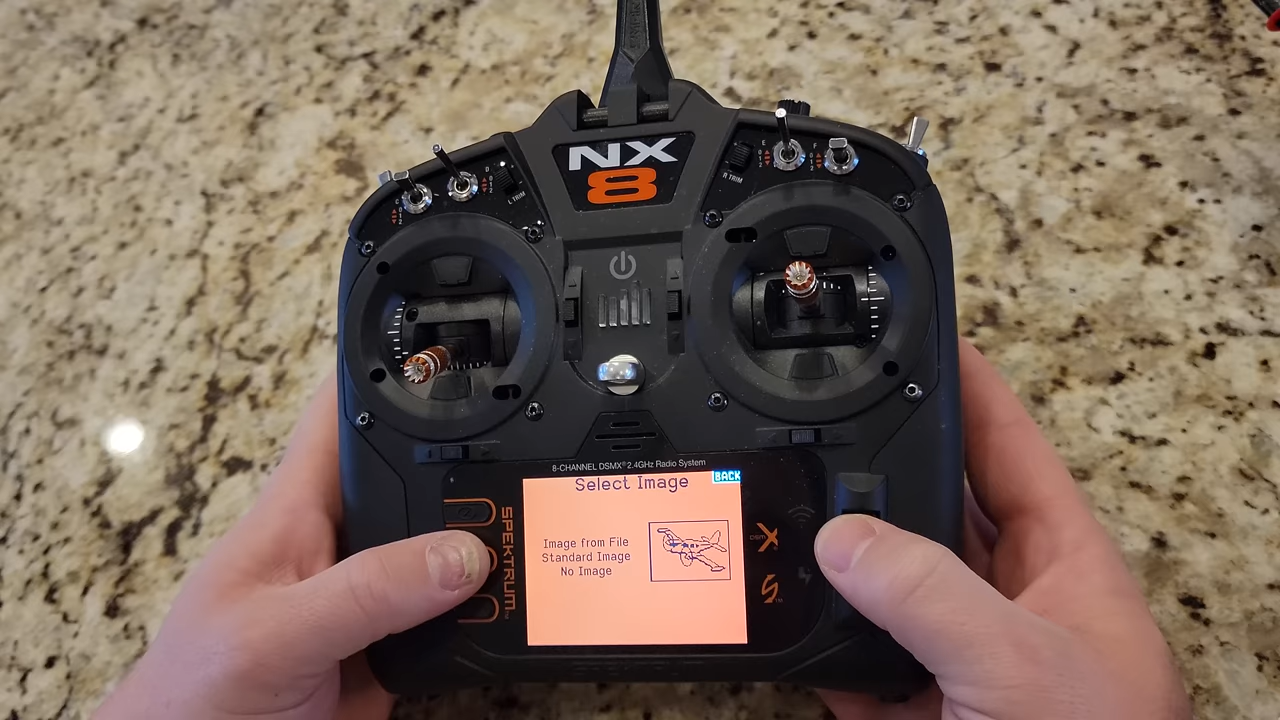 NX
8
E
F
R TRIM
D
L TRIM
8-CHANNEL DSMX® 2.4GHz Radio System
Select Image
BACK
Image from File
Standard Image
No Image
SPEKTRUM
DSM X